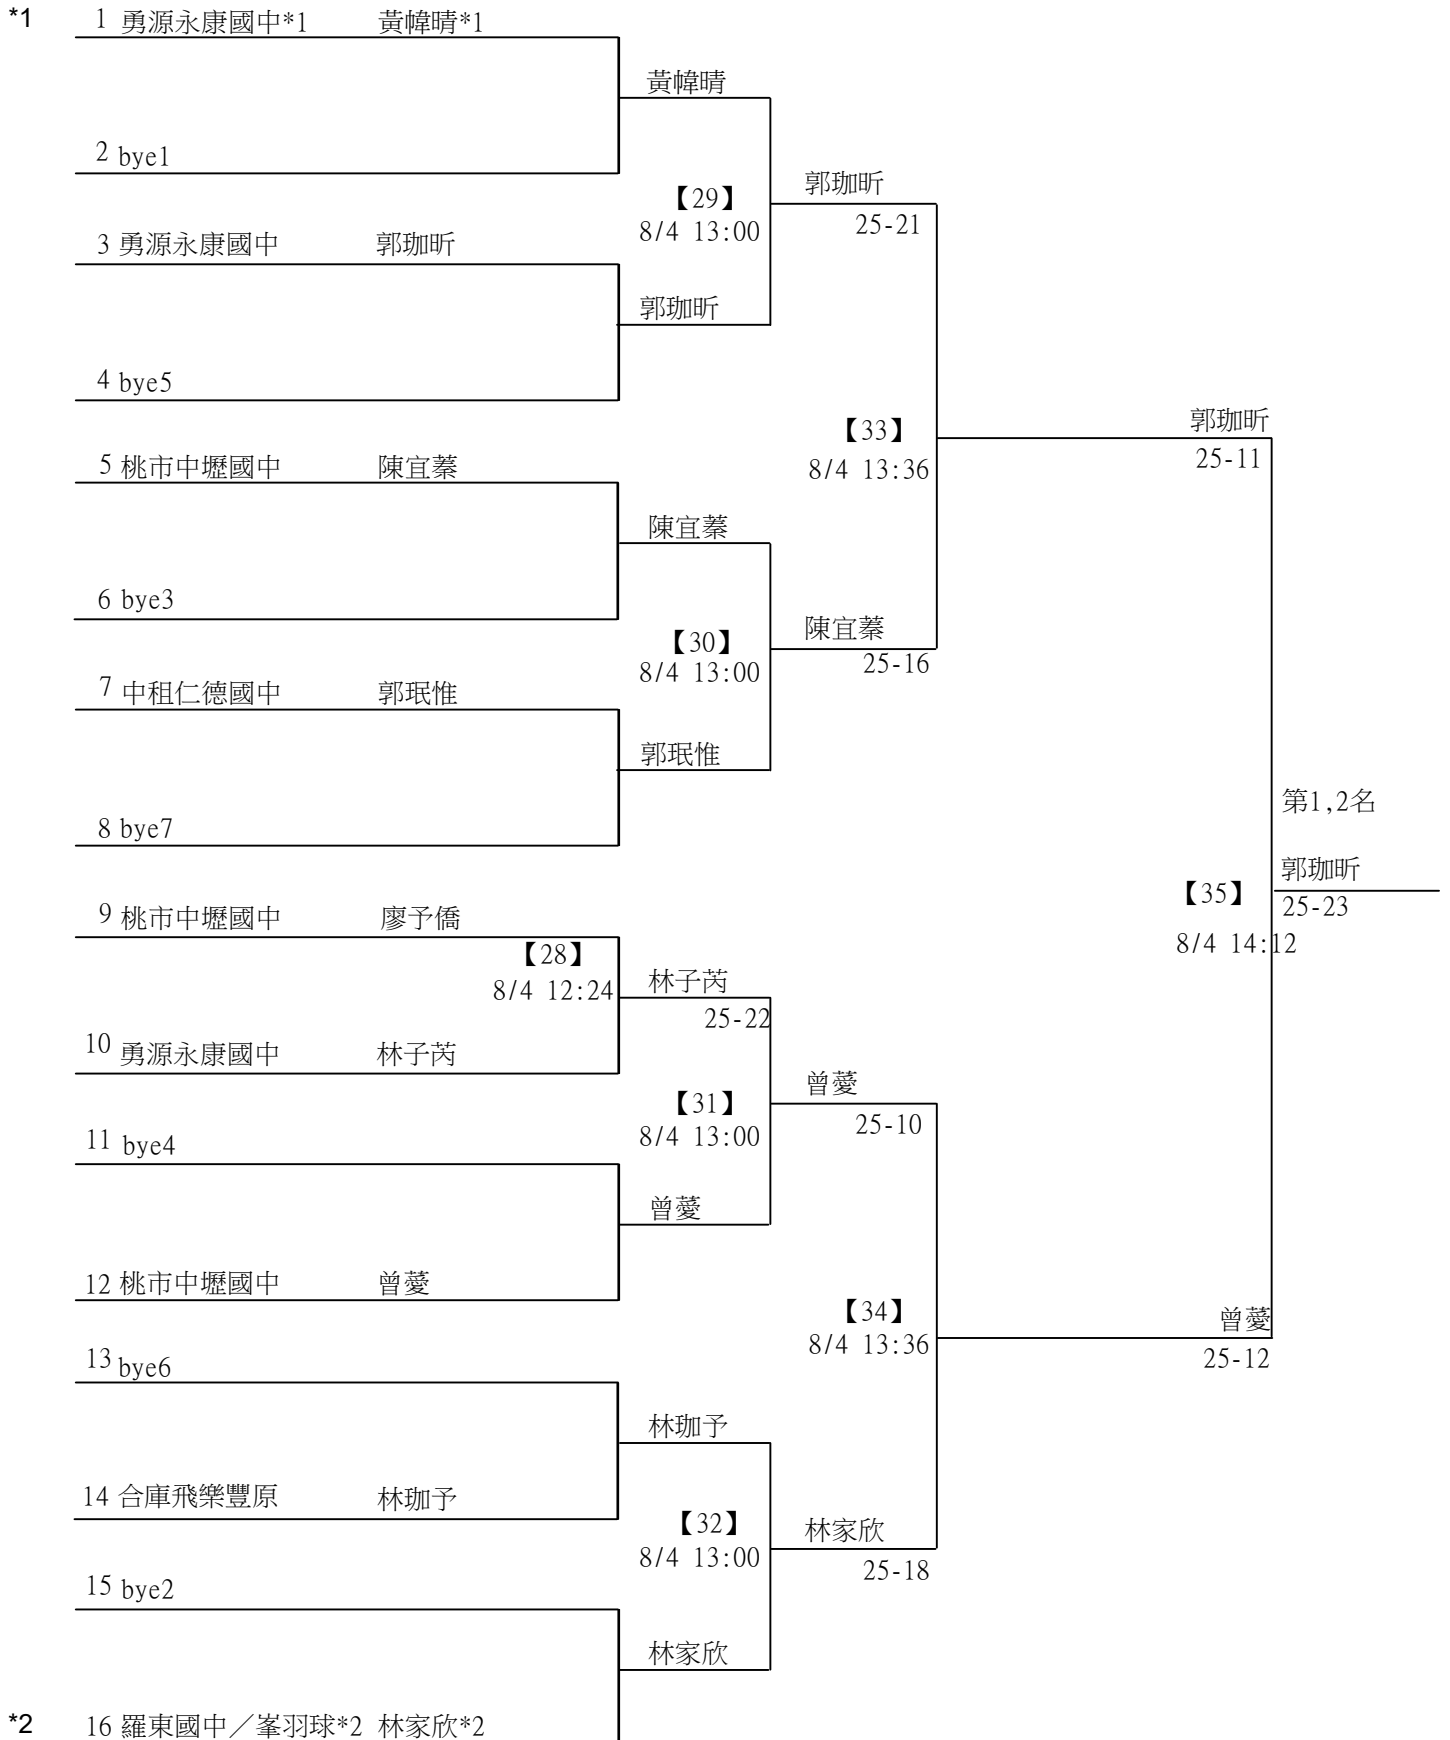 *1 1 勇源永康國中*1 黃幃晴*1
黃幃晴
2 bye1
【29】
8/4 13:00
郭珈昕
25-21
3 勇源永康國中 郭珈昕
郭珈昕
4 bye5
【33】
8/4 13:36
郭珈昕
25-11
5 桃市中壢國中 陳宜蓁
陳宜蓁
6 bye3
【30】
8/4 13:00
陳宜蓁
25-16
7 中租仁德國中 郭珉惟
郭珉惟
8 bye7
第1,2名
【35】
8/4 14:12
郭珈昕
25-23
9 桃市中壢國中 廖予僑
【28】
8/4 12:24
林子芮
25-22
10 勇源永康國中 林子芮
【31】
8/4 13:00
曾薆
25-10
11 bye4
曾薆
12 桃市中壢國中 曾薆
【34】
8/4 13:36
曾薆
25-12
13 bye6
林珈予
14 合庫飛樂豐原 林珈予
【32】
8/4 13:00
林家欣
25-18
15 bye2
林家欣
*2 16 羅東國中／峯羽球*2 林家欣*2